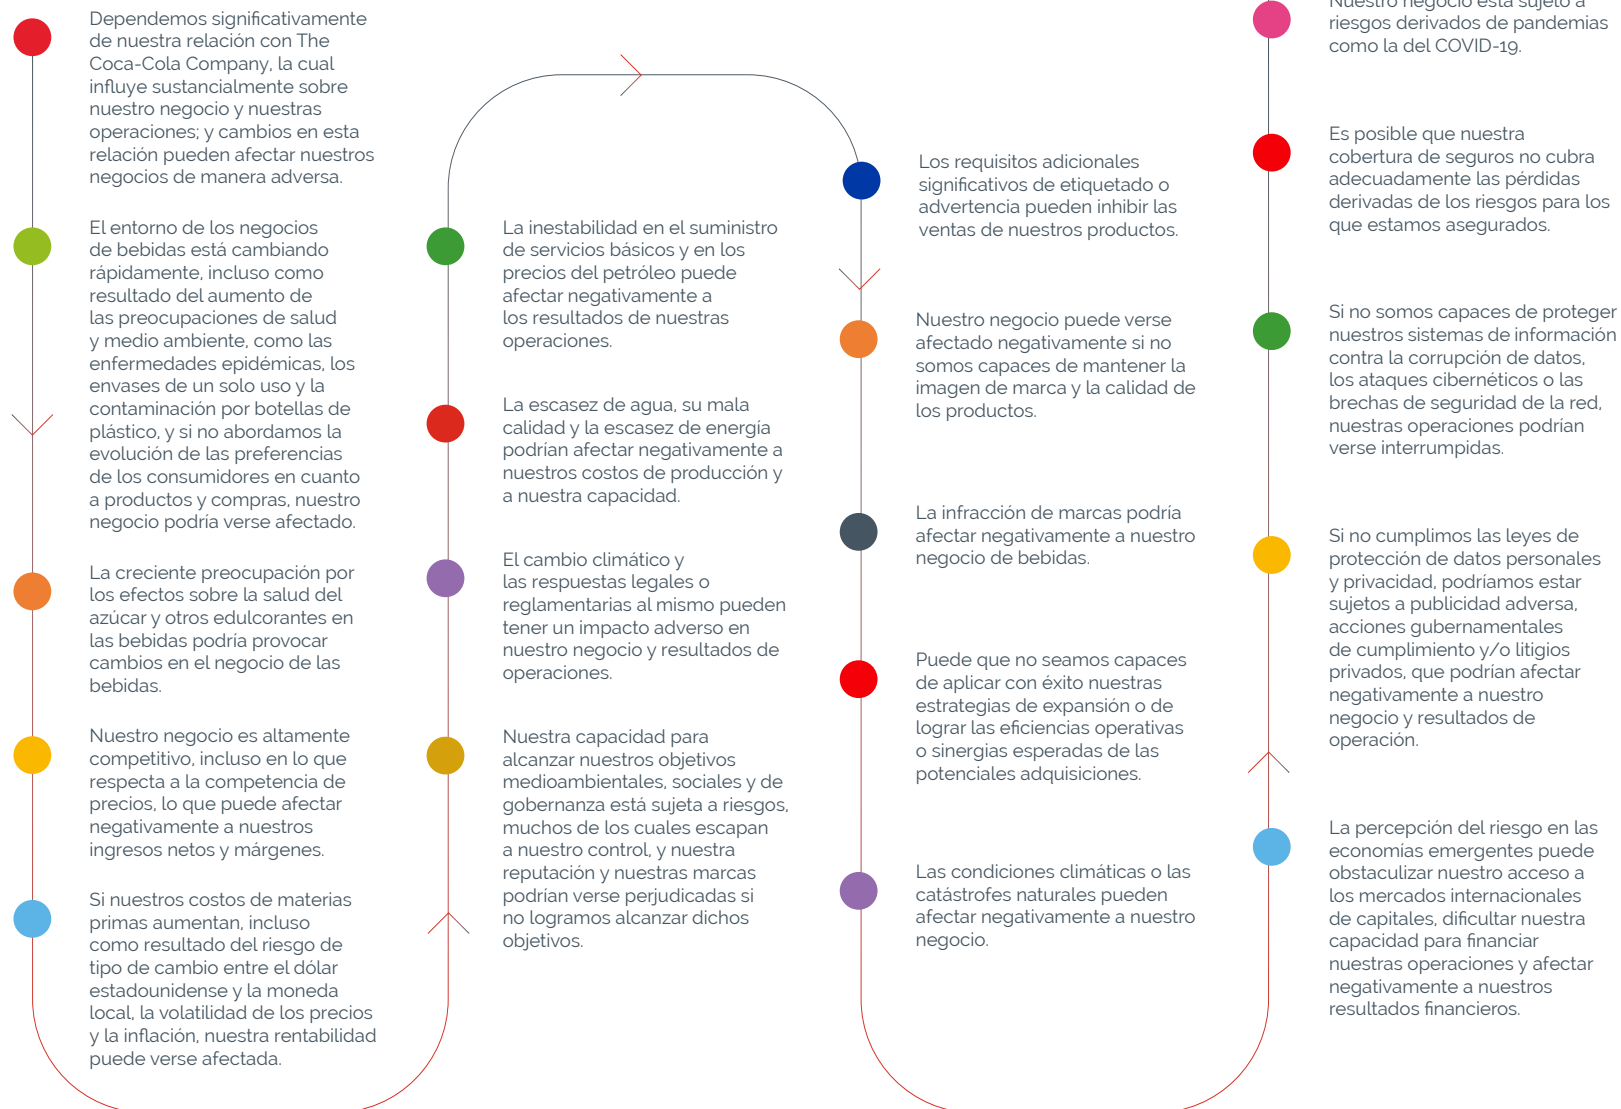 Dependemos significativamente
de nuestra relación con The
Coca-Cola Company, la cual
influye sustancialmente sobre
nuestro negocio y nuestras
operaciones; y cambios en esta
relación pueden afectar nuestros
negocios de manera adversa.
El entorno de los negocios
de bebidas está cambiando
rápidamente, incluso como
resultado del aumento de
las preocupaciones de salud
y medio ambiente, como las
enfermedades epidémicas, los
envases de un solo uso y la
contaminación por botellas de
plástico, y si no abordamos la
evolución de las preferencias
de los consumidores en cuanto
a productos y compras, nuestro
negocio podría verse afectado.
La creciente preocupación por
los efectos sobre la salud del
azúcar y otros edulcorantes en
las bebidas podría provocar
cambios en el negocio de las
bebidas.
Nuestro negocio es altamente
competitivo, incluso en lo que
respecta a la competencia de
precios, lo que puede afectar
negativamente a nuestros
ingresos netos y márgenes.
Si nuestros costos de materias
primas aumentan, incluso
como resultado del riesgo de
tipo de cambio entre el dólar
estadounidense y la moneda
local, la volatilidad de los precios
y la inflación, nuestra rentabilidad
puede verse afectada.
La inestabilidad en el suministro
de servicios básicos y en los
precios del petróleo puede
afectar negativamente a
los resultados de nuestras
operaciones.
La escasez de agua, su mala
calidad y la escasez de energía
podrían afectar negativamente a
nuestros costos de producción y
a nuestra capacidad.
El cambio climático y
las respuestas legales o
reglamentarias al mismo pueden
tener un impacto adverso en
nuestro negocio y resultados de
operaciones.
Nuestra capacidad para
alcanzar nuestros objetivos
medioambientales, sociales y de
gobernanza está sujeta a riesgos,
muchos de los cuales escapan
a nuestro control, y nuestra
reputación y nuestras marcas
podrían verse perjudicadas si
no logramos alcanzar dichos
objetivos.
Los requisitos adicionales
significativos de etiquetado o
advertencia pueden inhibir las
ventas de nuestros productos.
Nuestro negocio puede verse
afectado negativamente si no
somos capaces de mantener la
imagen de marca y la calidad de
los productos.
La infracción de marcas podría
afectar negativamente a nuestro
negocio de bebidas.
Puede que no seamos capaces
de aplicar con éxito nuestras
estrategias de expansión o de
lograr las eficiencias operativas
o sinergias esperadas de las
potenciales adquisiciones.
Las condiciones climáticas o las
catástrofes naturales pueden
afectar negativamente a nuestro
negocio.
Nuestro negocio está sujeto a
riesgos derivados de pandemias
como la del COVID-19.
Es posible que nuestra
cobertura de seguros no cubra
adecuadamente las pérdidas
derivadas de los riesgos para los
que estamos asegurados.
Si no somos capaces de proteger
nuestros sistemas de información
contra la corrupción de datos,
los ataques cibernéticos o las
brechas de seguridad de la red,
nuestras operaciones podrían
verse interrumpidas.
Si no cumplimos las leyes de
protección de datos personales
y privacidad, podríamos estar
sujetos a publicidad adversa,
acciones gubernamentales
de cumplimiento y/o litigios
privados, que podrían afectar
negativamente a nuestro
negocio y resultados de
operación.
La percepción del riesgo en las
economías emergentes puede
obstaculizar nuestro acceso a
los mercados internacionales
de capitales, dificultar nuestra
capacidad para financiar
nuestras operaciones y afectar
negativamente a nuestros
resultados financieros.